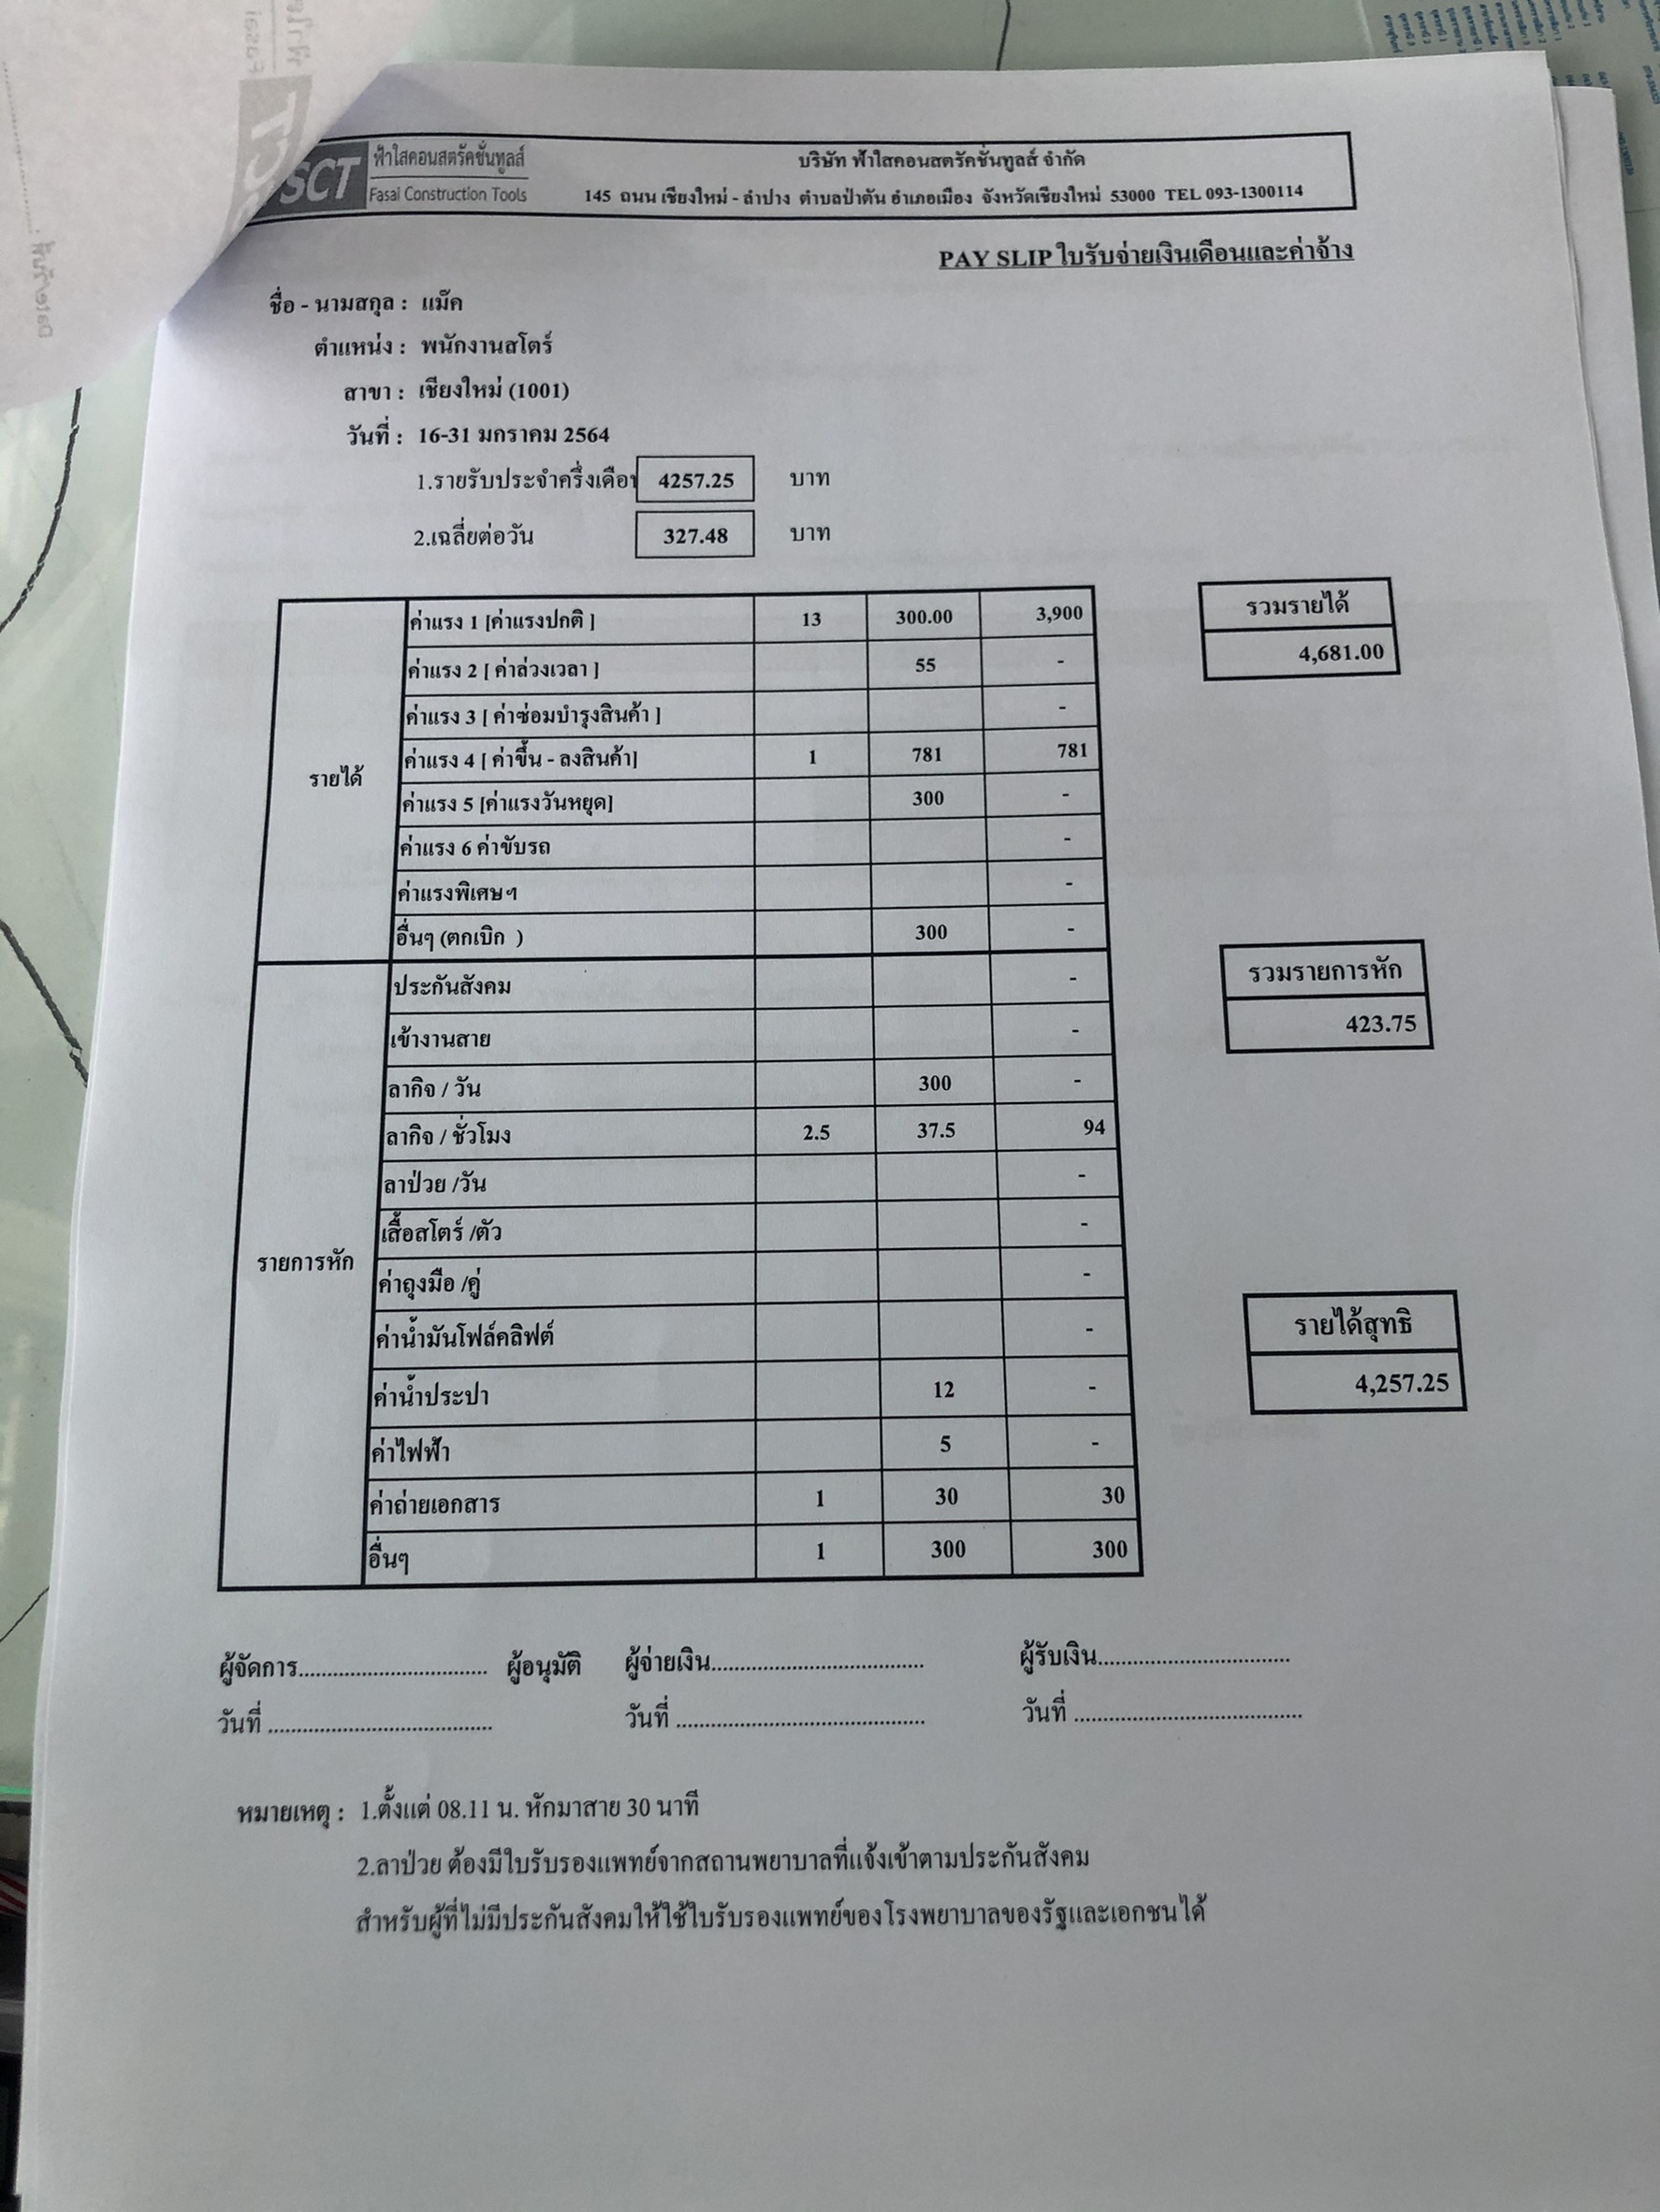 SCT
ฟ้าใสคอนสตรัคชั่นทูลส์
Fasai Construction Tools
บริษัท ฟ้าใสคอนสตรัคชั่นทูลส์ จำกัด
145 ถนน เชียงใหม่ - ลำปาง ตำบลป่าตัน อำเภอเมือง จังหวัดเชียงใหม่ 53000 TEL 093-1300114
PAY SLIP ใบรับจ่ายเงินเดือนและค่าจ้าง
ชื่อ - นามสกุล : แม๊ค
ตำแหน่ง : พนักงานสโตร์
สาขา : เชียงใหม่ (1001)
วันที่ : 16-31 มกราคม 2564
1.รายรับประจำครึ่งเดือน 4257.25 บาท
2.เฉลี่ยต่อวัน 327.48 บาท
รายได้
ค่าแรง 1 [ค่าแรงปกติ ] 13 300.00 3,900
ค่าแรง 2 [ ค่าล่วงเวลา ] 55 -
ค่าแรง 3 [ ค่าซ่อมบำรุงสินค้า ] -
ค่าแรง 4 [ ค่าขึ้น - ลงสินค้า] 1 781 781
ค่าแรง 5 [ค่าแรงวันหยุด] 300 -
ค่าแรง 6 ค่าขับรถ -
ค่าแรงพิเศษฯ -
อื่นๆ (ตกเบิก ) 300 -
รวมรายได้
4,681.00
รายการหัก
ประกันสังคม -
เข้างานสาย -
ลากิจ / วัน 300 -
ลากิจ / ชั่วโมง 2.5 37.5 94
ลาป่วย /วัน -
เสื้อสโตร์ /ตัว -
ค่าถุงมือ /คู่ -
ค่าน้ำมันโฟล์คลิฟต์ -
ค่าน้ำประปา 12 -
ค่าไฟฟ้า 5 -
ค่าถ่ายเอกสาร 1 30 30
อื่นๆ 1 300 300
รวมรายการหัก
423.75
รายได้สุทธิ
4,257.25
ผู้จัดการ................................. ผู้อนุมัติ ผู้จ่ายเงิน..................................... ผู้รับเงิน.................................
วันที่ ....................................... วันที่ ........................................... วันที่ .......................................
หมายเหตุ : 1.ตั้งแต่ 08.11 น. หักมาสาย 30 นาที
2.ลาป่วย ต้องมีใบรับรองแพทย์จากสถานพยาบาลที่แจ้งเข้าตามประกันสังคม
สำหรับผู้ที่ไม่มีประกันสังคมให้ใช้ใบรับรองแพทย์ของโรงพยาบาลของรัฐและเอกชนได้